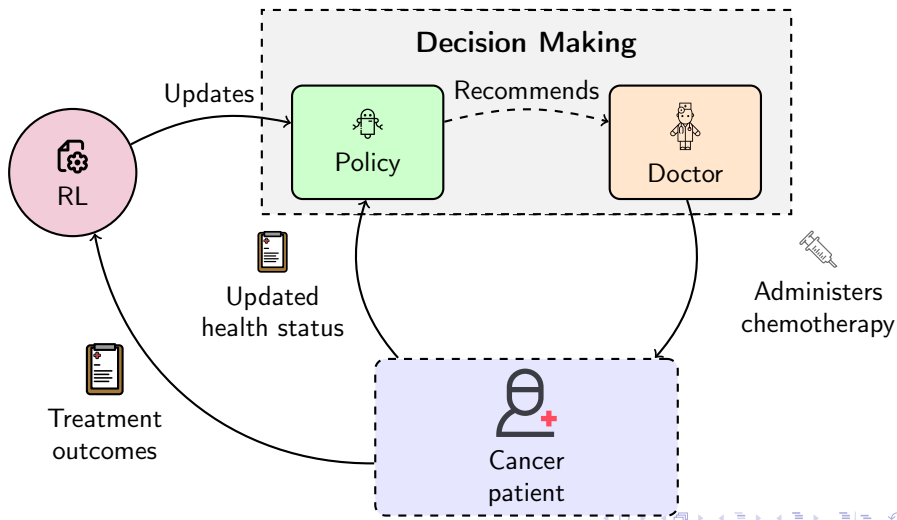 Decision Making
Updates
Recommends
Policy
Doctor
RL
Updated
health status
Administers
chemotherapy
Treatment
outcomes
Cancer
patient